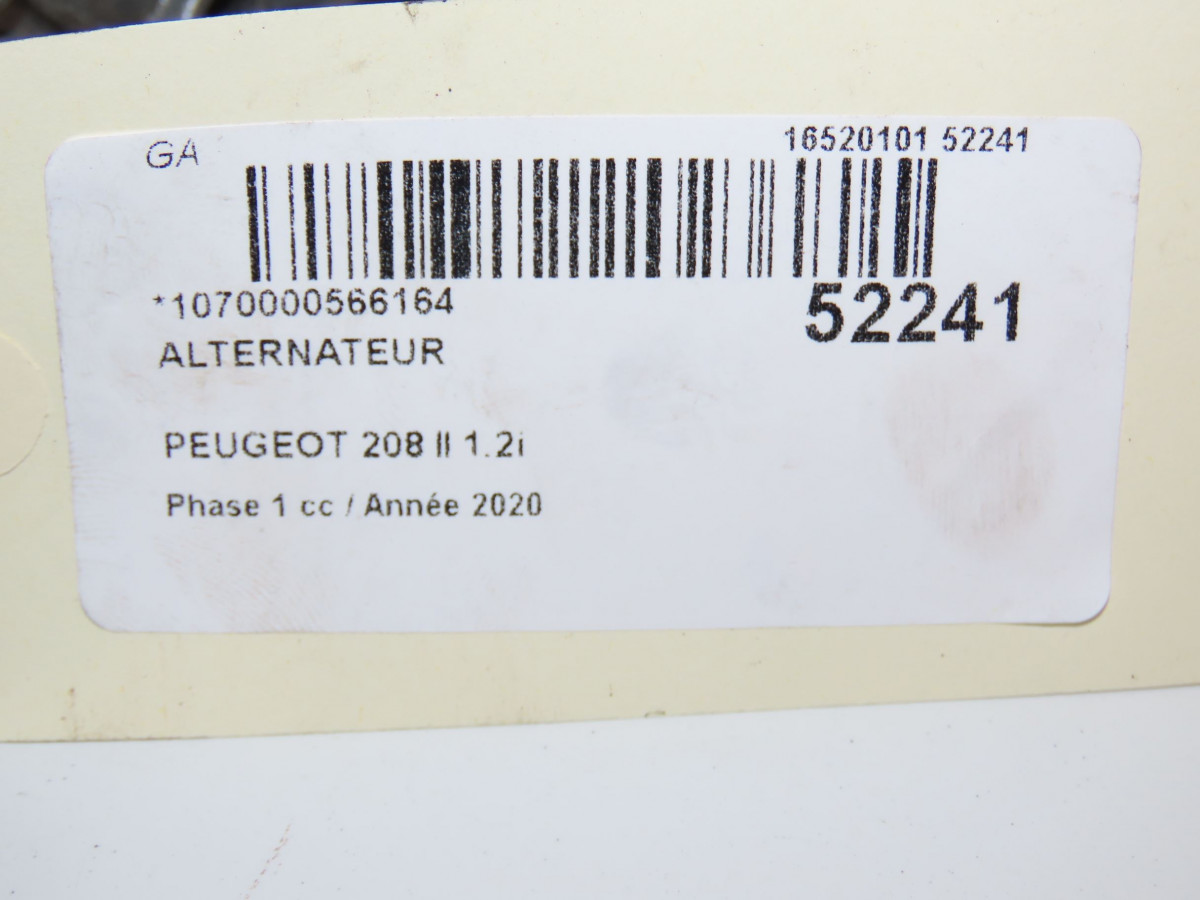 GA
16520101 52241
*1070000566164
52241
ALTERNATEUR
PEUGEOT 208 II 1.2i
Phase 1 cc / Année 2020